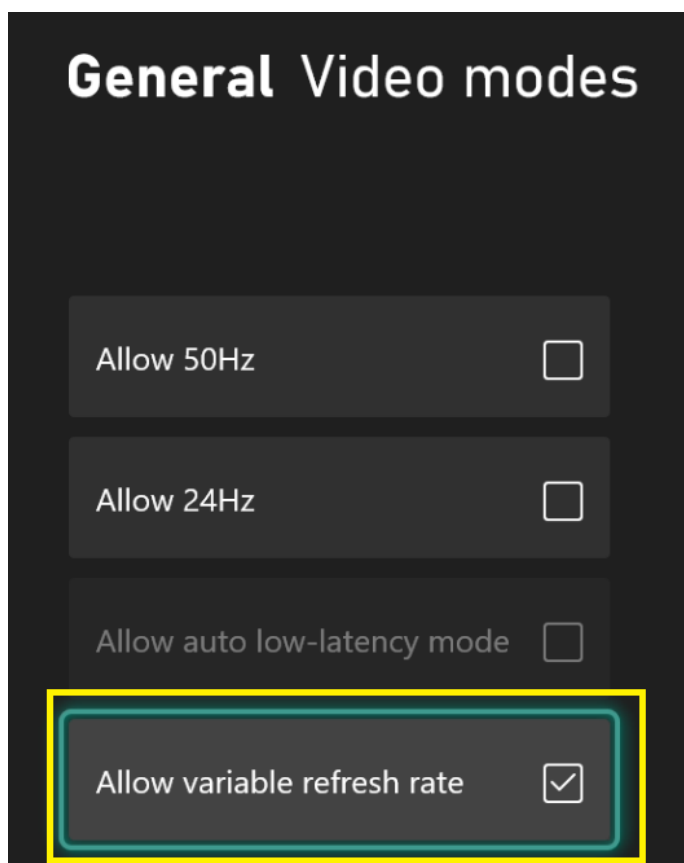 General Video modes
Allow 50Hz
Allow 24Hz
Allow auto low-latency mode
Allow variable refresh rate